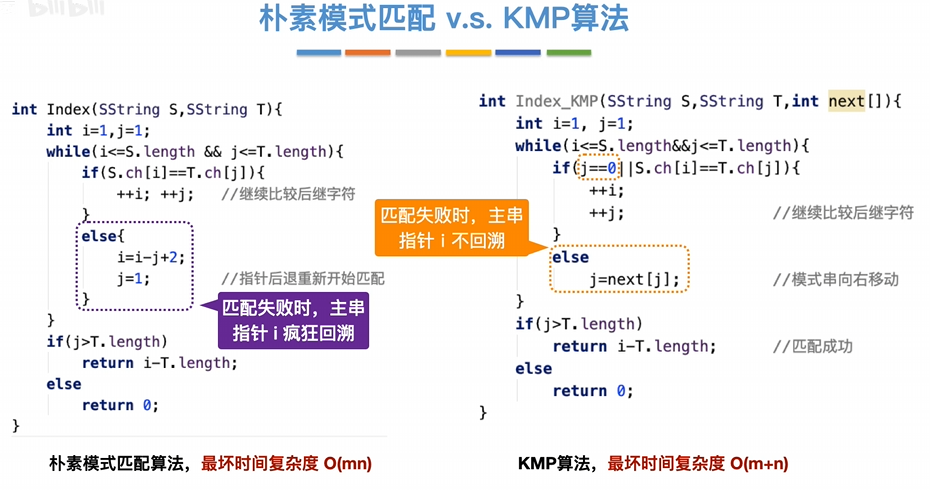 bilibili
朴素模式匹配 v.s. KMP算法
int Index(SString S,SString T){
int i=1,j=1;
while(i<=S.length && j<=T.length){
if(S.ch[i]==T.ch[j]){
++i; ++j; //继续比较后继字符
}
else{
i=i-j+2;
j=1; //指针后退重新开始匹配
}
}
if(j>T.length)
return i-T.length;
else
return 0;
}
匹配失败时，主串
指针 i 疯狂回溯
朴素模式匹配算法，最坏时间复杂度 O(mn)
int Index_KMP(SString S,SString T,int next[]){
int i=1, j=1;
while(i<=S.length&&j<=T.length){
if(j==0||S.ch[i]==T.ch[j]){
++i;
++j; //继续比较后继字符
}
else
j=next[j]; //模式串向右移动
}
if(j>T.length)
return i-T.length; //匹配成功
else
return 0;
}
匹配失败时，主串
指针 i 不回溯
KMP算法，最坏时间复杂度 O(m+n)